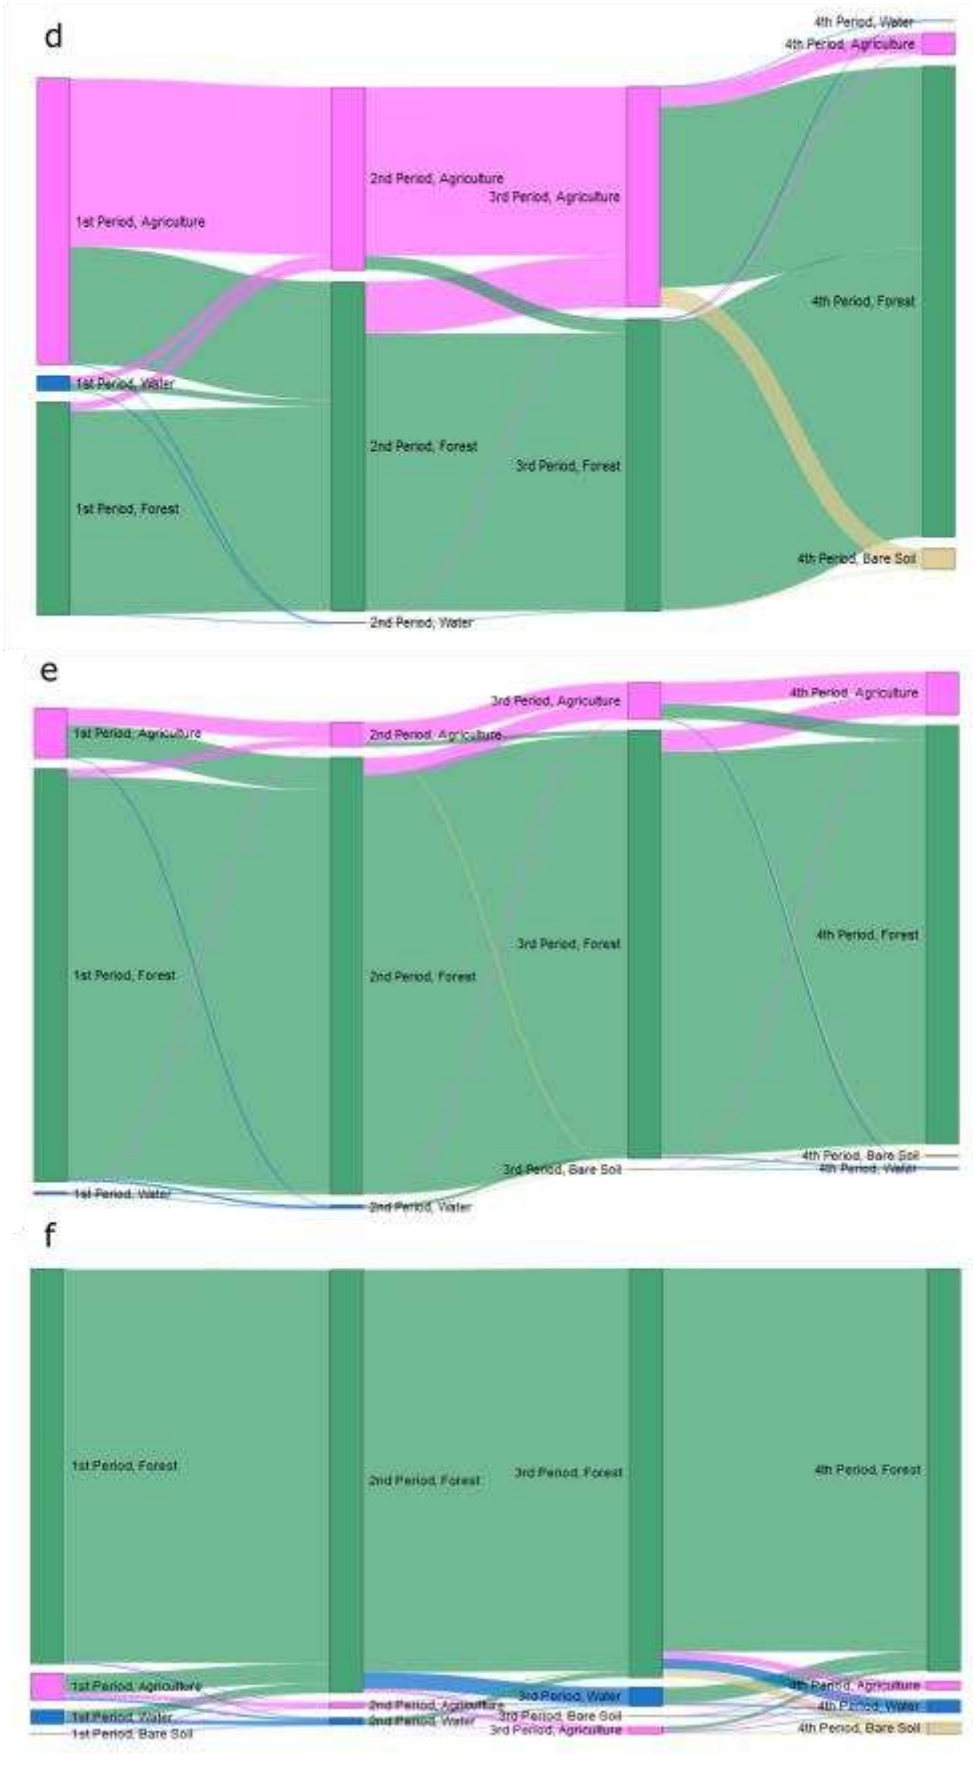 d
4th Period, Water
4th Period, Agriculture
2nd Period, Agriculture
3rd Period, Agriculture
1st Period, Agriculture
4th Period, Forest
1st Period, Water
2nd Period, Forest
3rd Period, Forest
1st Period, Forest
4th Period, Bare Soil
2nd Period, Water
e
3rd Period, Agriculture
4th Period, Agriculture
1st Period, Agriculture
2nd Period, Agriculture
4th Period, Forest
3rd Period, Forest
1st Period, Forest
2nd Period, Forest
4th Period, Bare Soil
3rd Period, Bare Soil
4th Period, Water
1st Period, Water
2nd Period, Water
f
1st Period, Forest
2nd Period, Forest
3rd Period, Forest
4th Period, Forest
1st Period, Agriculture
4th Period, Agriculture
3rd Period, Water
2nd Period, Agriculture
4th Period, Water
1st Period, Water
3rd Period, Bare Soil
2nd Period, Water
3rd Period, Agriculture
4th Period, Bare Soil
1st Period, Bare Soil